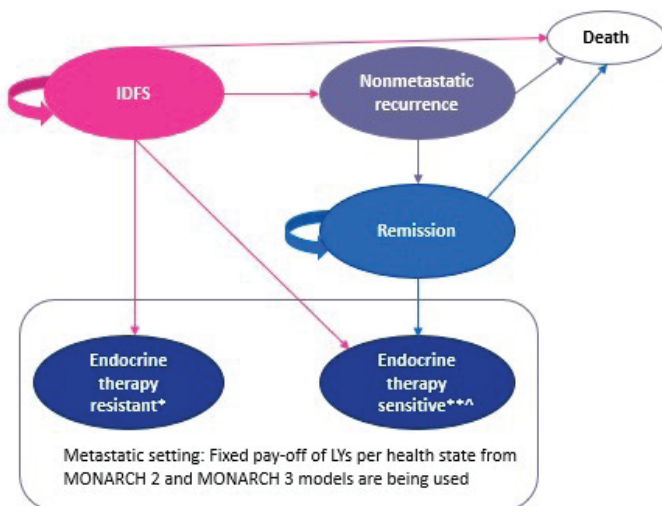 Death
IDFS
Nonmetastatic
recurrence
Remission
Endocrine
therapy
resistant⁺
Endocrine
therapy
sensitive⁺⁺^
Metastatic setting: Fixed pay-off of LYs per health state from
MONARCH 2 and MONARCH 3 models are being used